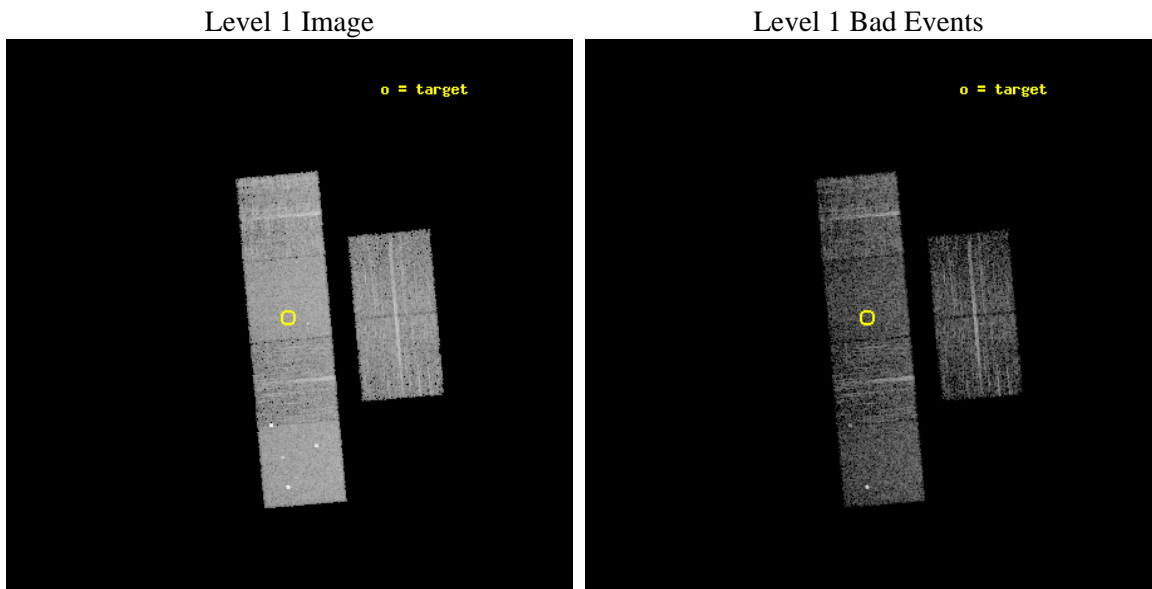 Level 1 Image
Level 1 Bad Events
o = target
o = target